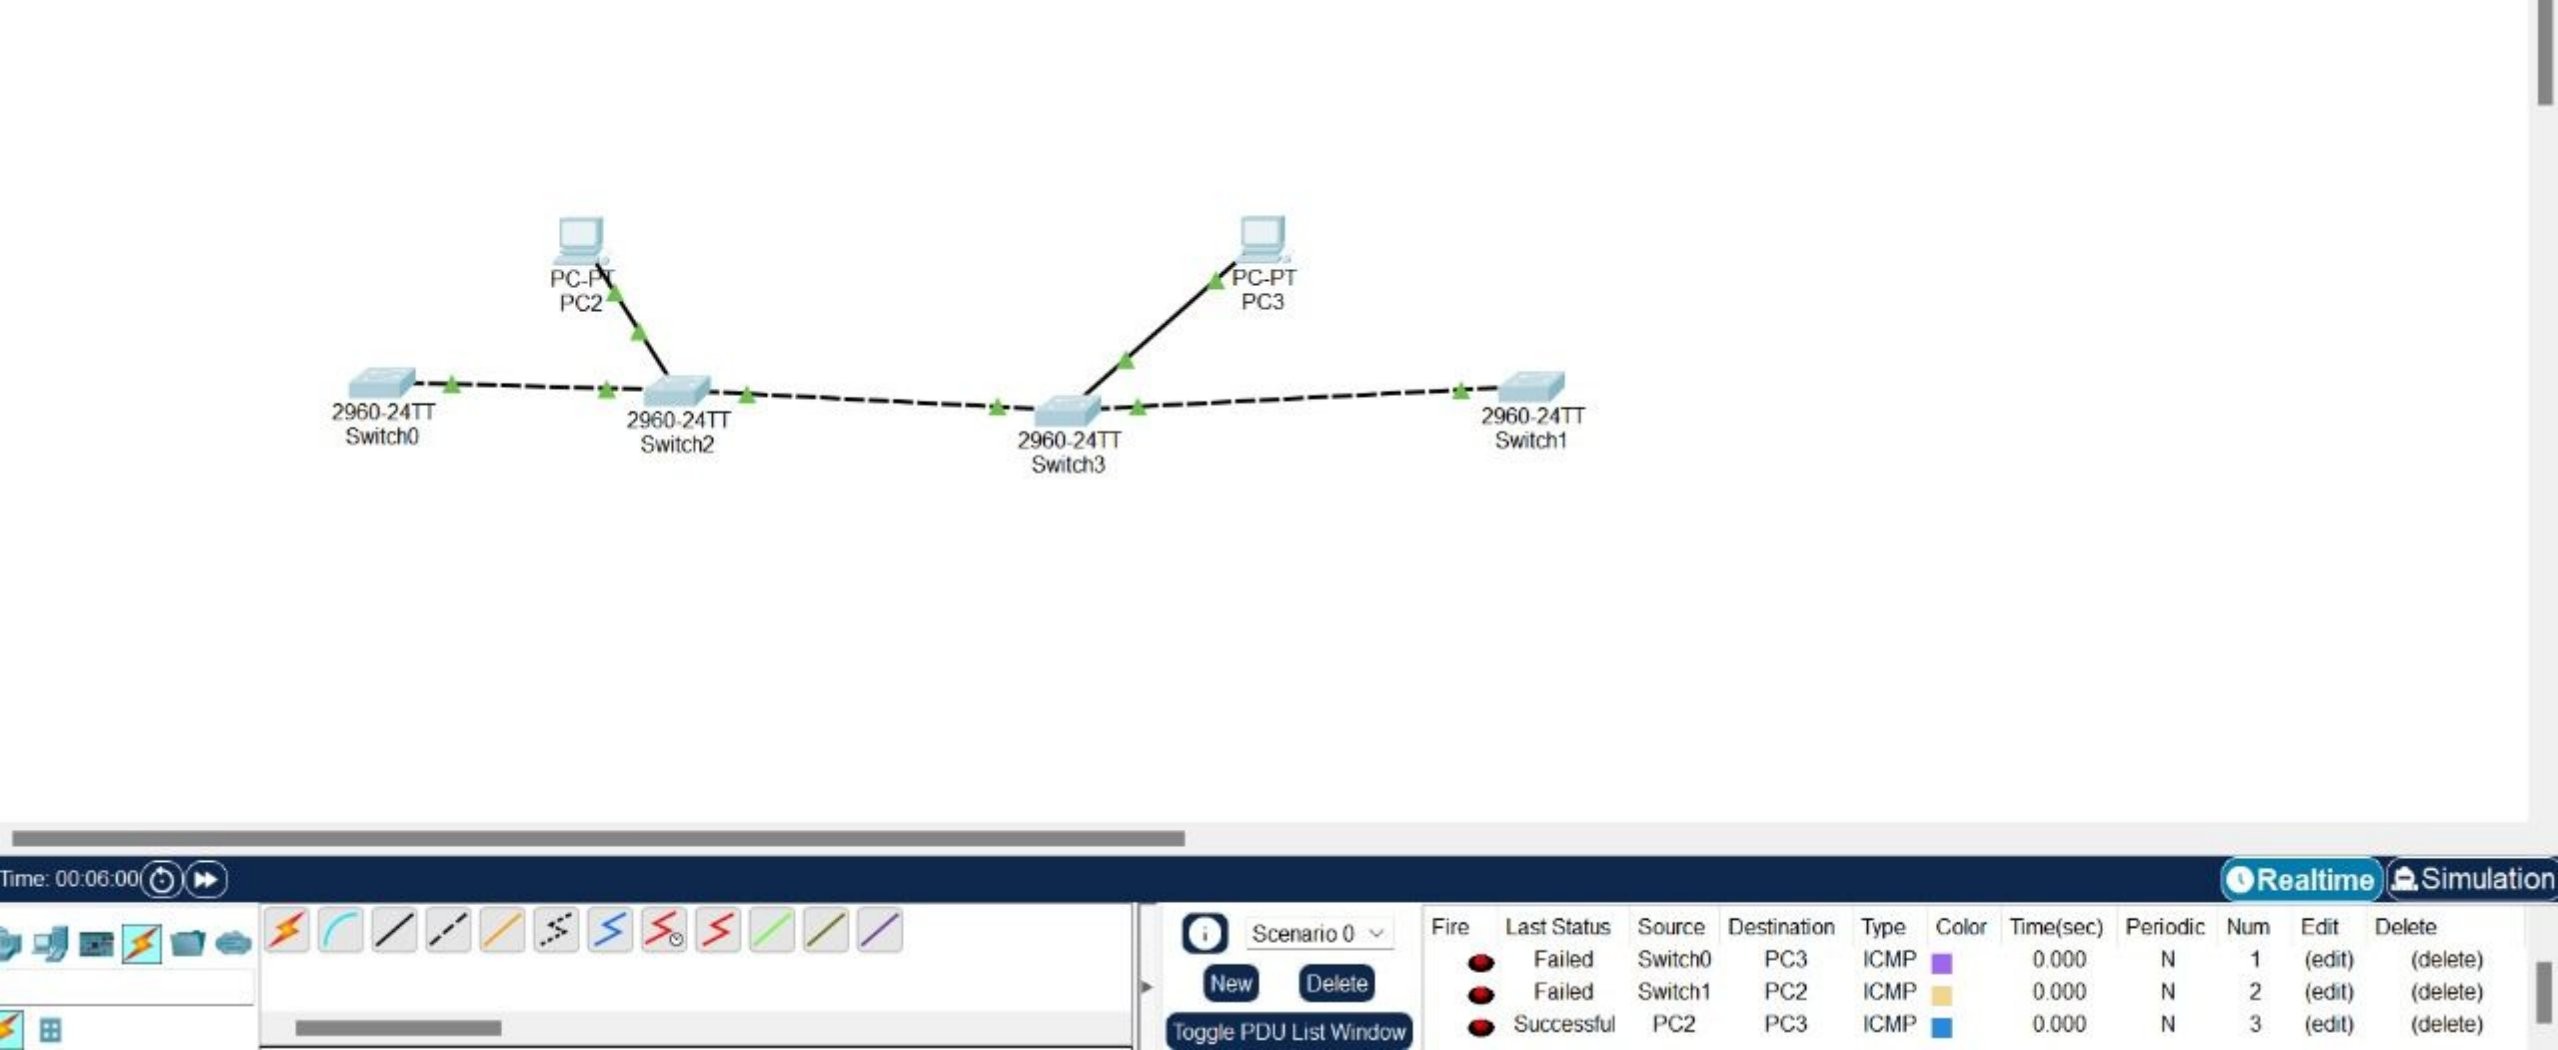 PC-PT
PC2
PC-PT
PC3
2960-24TT
Switch0
2960-24TT
Switch2
2960-24TT
Switch3
2960-24TT
Switch1
Time: 00:06:00
Realtime
Simulation
Scenario 0
New
Delete
Toggle PDU List Window
Fire Last Status Source Destination Type Color Time(sec) Periodic Num Edit Delete
Failed Switch0 PC3 ICMP 0.000 N 1 (edit) (delete)
Failed Switch1 PC2 ICMP 0.000 N 2 (edit) (delete)
Successful PC2 PC3 ICMP 0.000 N 3 (edit) (delete)